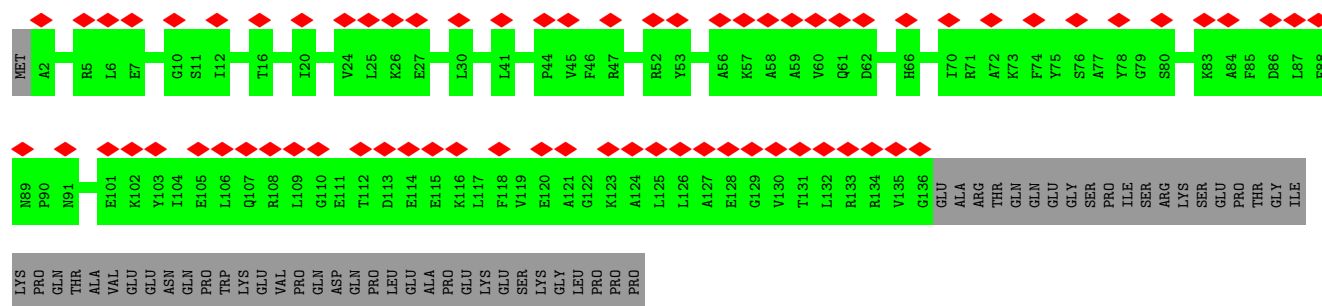 MET A2 R5 L6 E7 G10 S11 I12 T16 I20 V24 L25 K26 E27 L30 L41 P44 V45 F46 R47 R52 Y53 A56 K57 A58 A59 V60 Q61 D62 H66 I70 R71 A72 K73 F74 Y75 S76 A77 Y78 G79 S80 K83 A84 F85 D86 L87
N89 P90 N91 E101 K102 Y103 I104 E105 L106 Q107 R108 L109 G110 E111 T112 D113 E114 E115 K116 L117 F118 V119 E120 A121 G122 K123 A124 L125 L126 A127 E128 G129 V130 T131 L132 R133 R134 V135 G136 GLU ALA ARG THR GLN GLN GLU GLY SER PRO ILE SER ARG LYS SER GLU PRO THR GLY ILE
LYS PRO GLN THR ALA VAL GLU GLU ASN GLN PRO TRP LYS GLU VAL PRO GLN ASP GLN PRO LEU GLU ALA PRO GLU LYS GLU SER LYS GLY LEU PRO PRO PRO